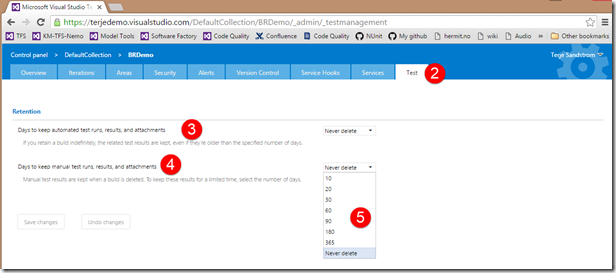 Microsoft Visual Studio Te
https://terjedemo.visualstudio.com/DefaultCollection/BRDemo/_admin/_testmanagement
TFS KM-TFS-Nemo Model Tools Software Factory Code Quality Confluence Code Quality NUnit My github hermit.no StackOverflow
Control panel > DefaultCollection > BRDemo
Terje Sandstrøm
Overview Iterations Areas Security Alerts Version Control Service Hooks Services Test 2
Retention
Days to keep automated test runs, results, and attachments 3 Never delete
If you retain a build indefinitely, the related test results are kept, even if they're older than the specified number of days.
Days to keep manual test runs, results, and attachments 4 Never delete
Manual test results are kept when a build is deleted. To keep these results for a limited time, select the number of days.
10
20
30
60
90
180
365
Never delete
5
Save changes Undo changes